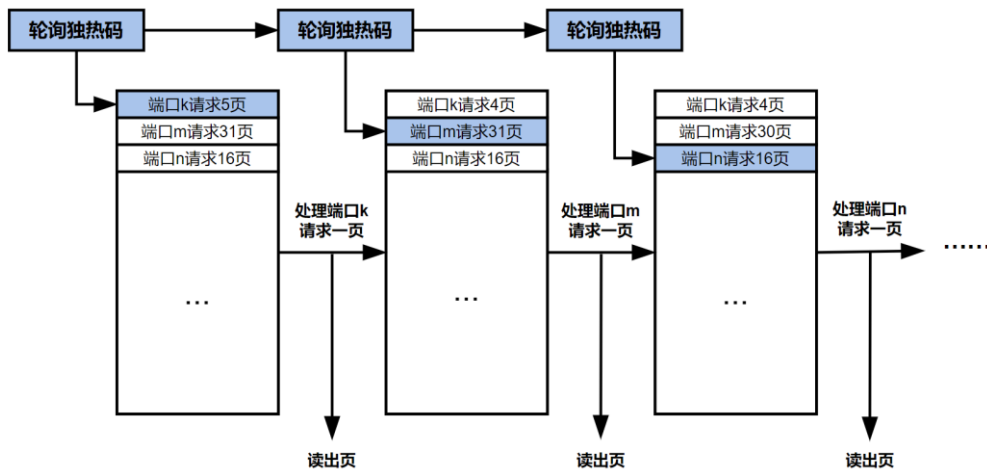 轮询独热码
轮询独热码
轮询独热码
端口k请求5页
端口m请求31页
端口n请求16页
...
端口k请求4页
端口m请求31页
端口n请求16页
...
端口k请求4页
端口m请求30页
端口n请求16页
...
处理端口k
请求一页
处理端口m
请求一页
处理端口n
请求一页
......
读出页
读出页
读出页